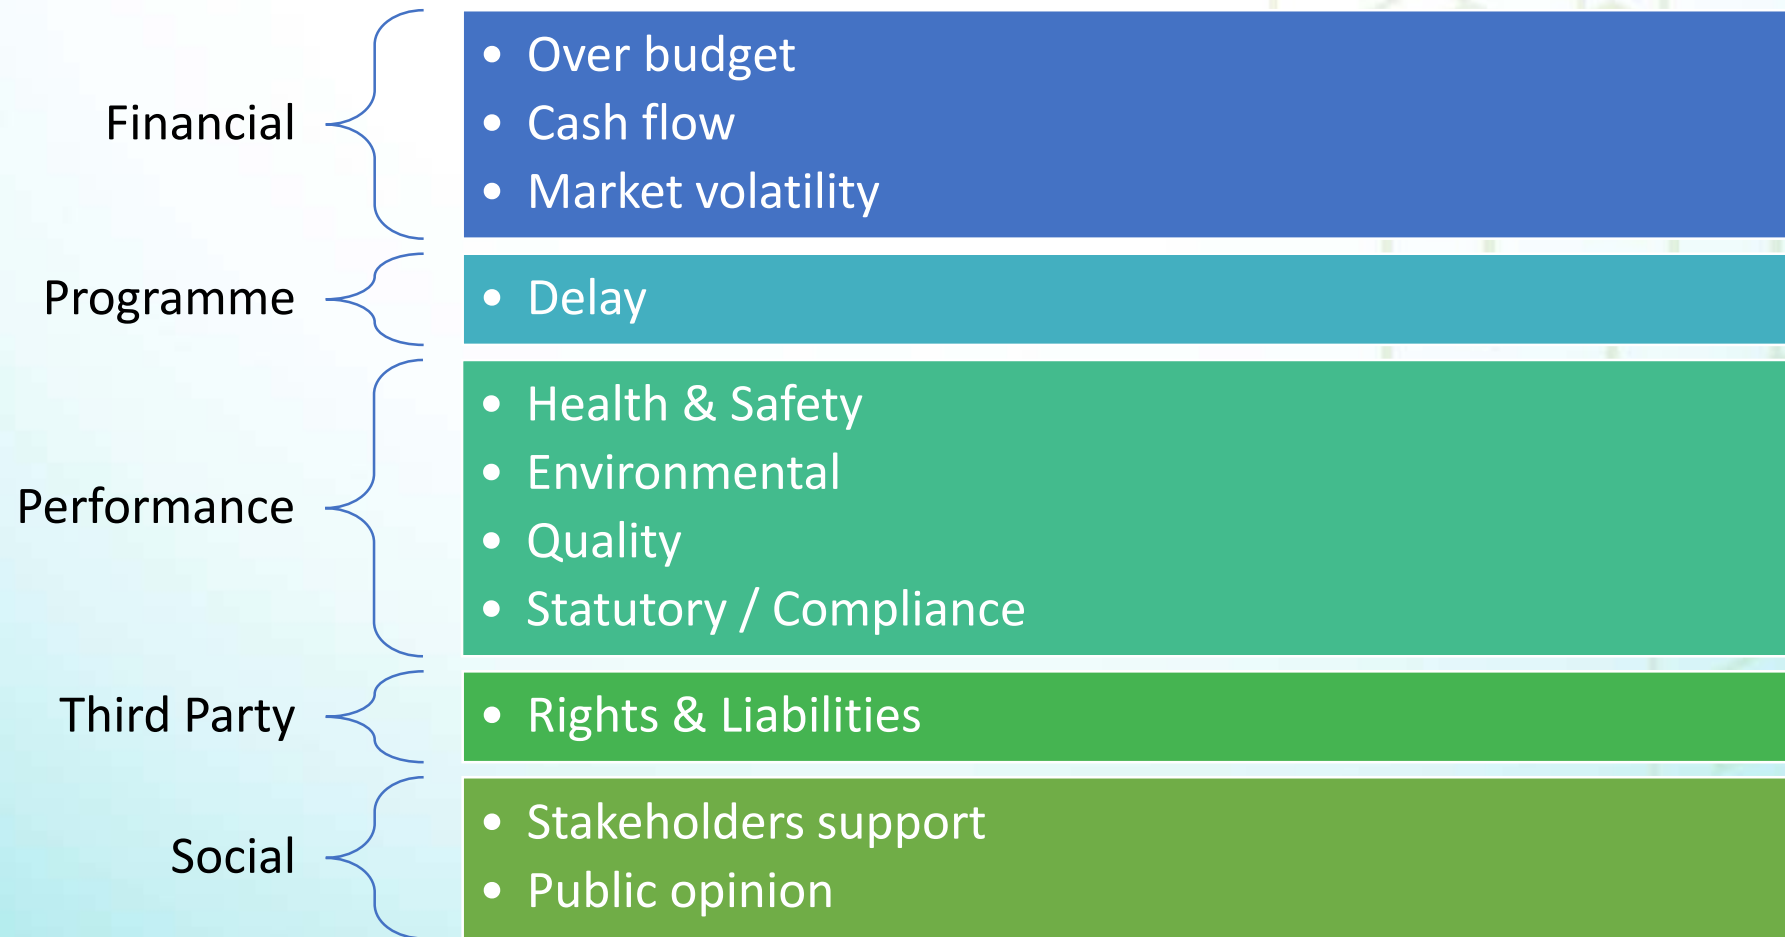 Financial
• Over budget
• Cash flow
• Market volatility
Programme
• Delay
Performance
• Health & Safety
• Environmental
• Quality
• Statutory / Compliance
Third Party
• Rights & Liabilities
Social
• Stakeholders support
• Public opinion